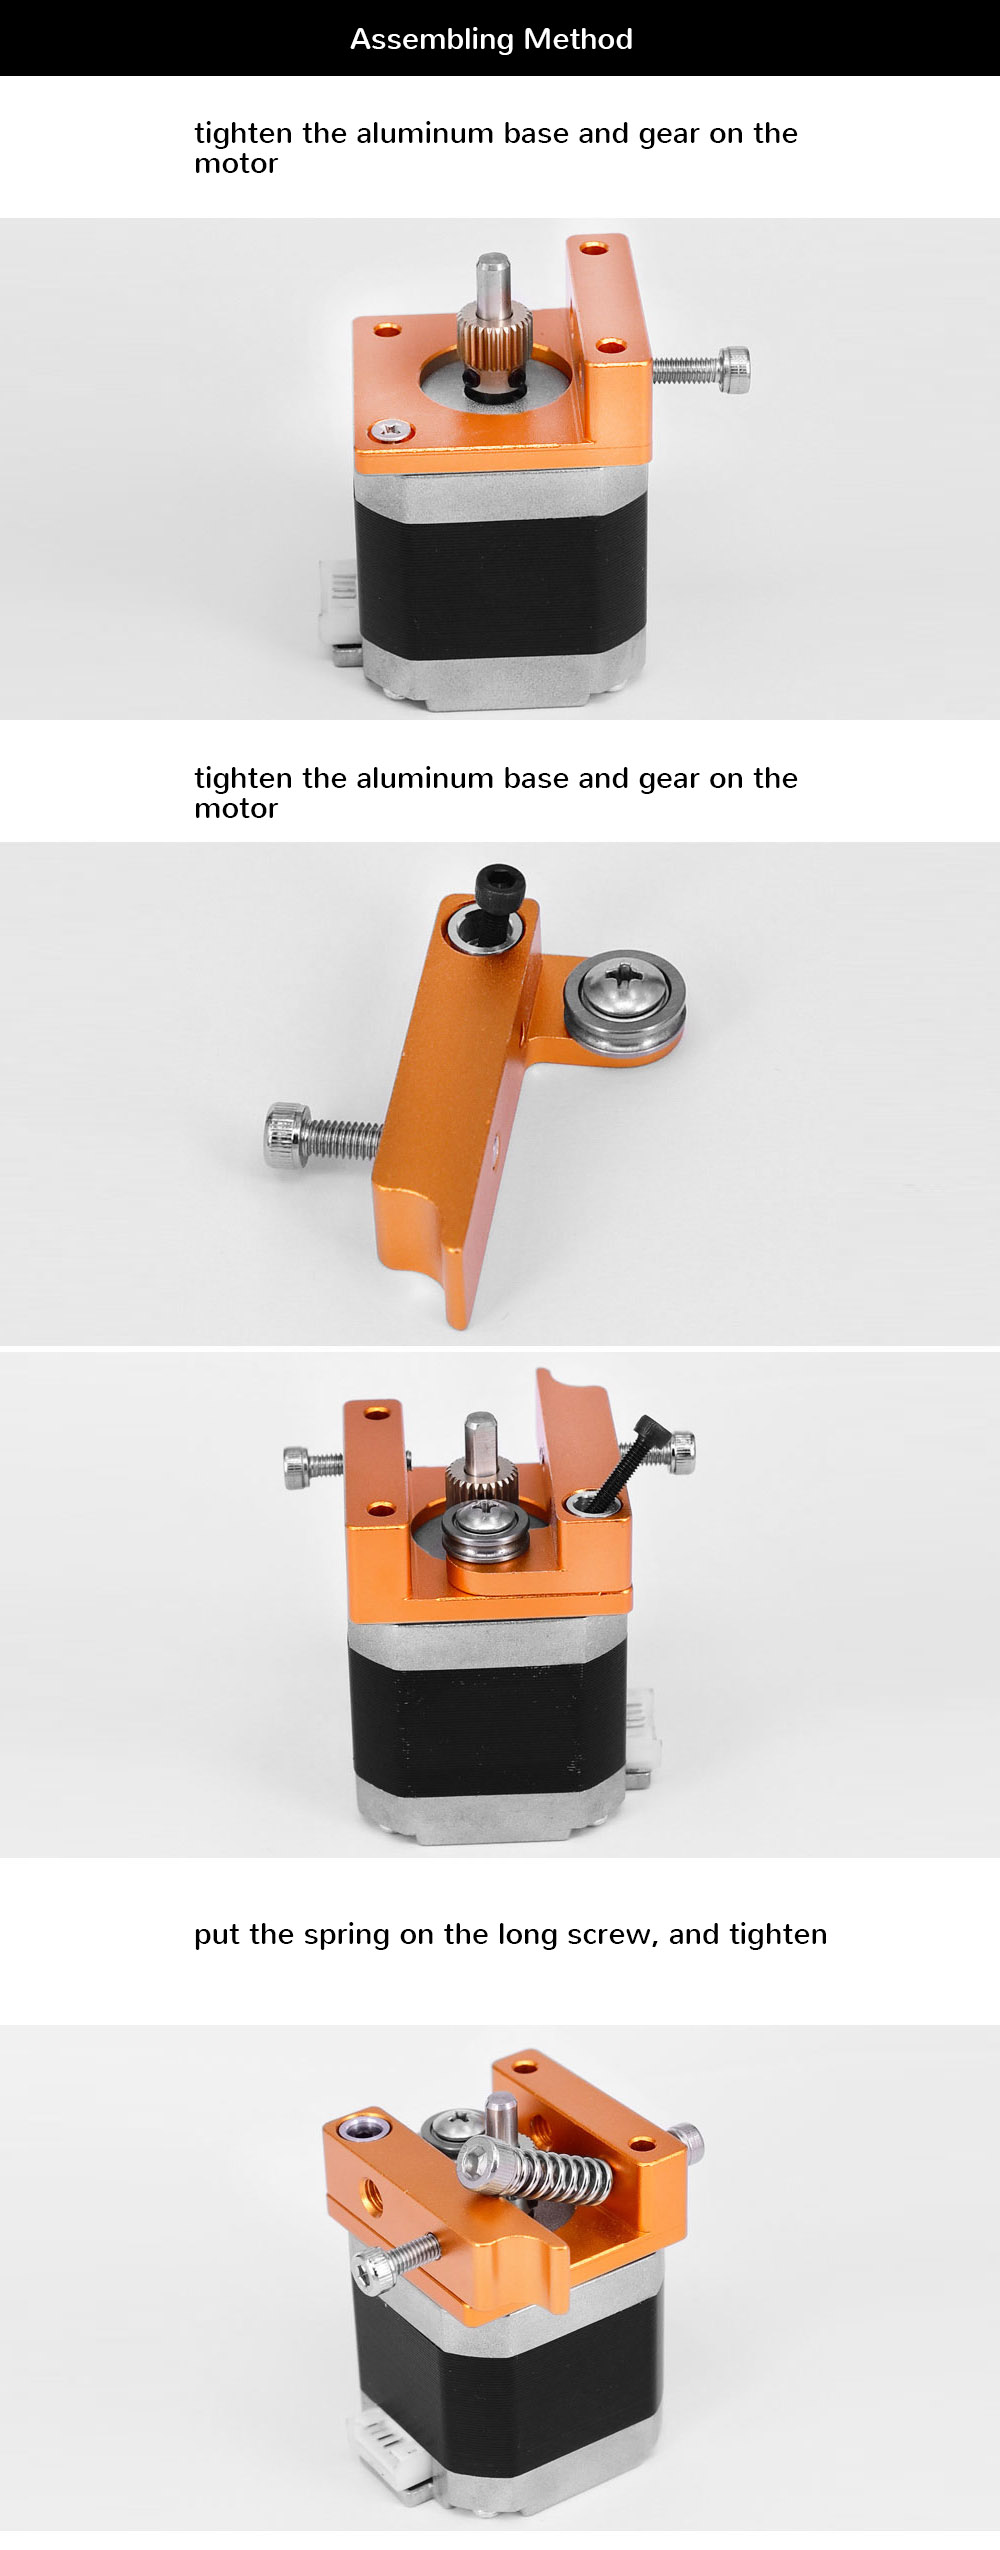 Assembling Method
tighten the aluminum base and gear on the
motor
tighten the aluminum base and gear on the
motor
put the spring on the long screw, and tighten